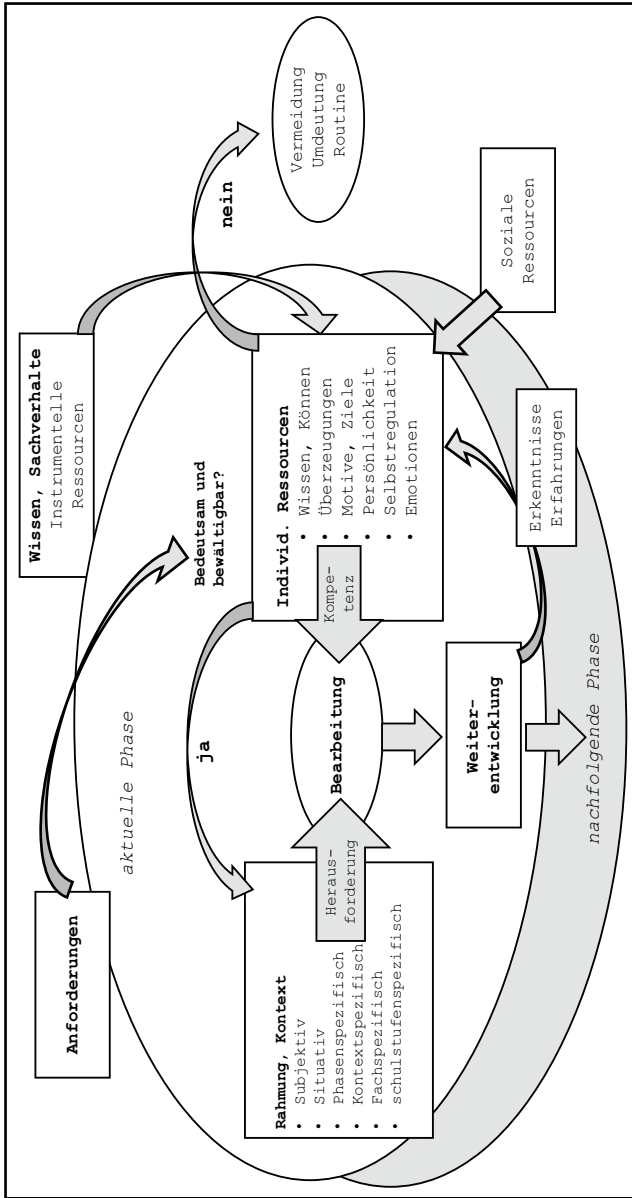 Anforderungen
Wissen, Sachverhalte
Instrumentelle
Ressourcen
aktuelle Phase
Bedeutsam und
bewältigbar?
nein
Vermeidung
Umdeutung
Routine
ja
Rahmung, Kontext
• Subjektiv
• Situativ
• Phasenspezifisch
• Kontextspezifisch
• Fachspezifisch
• schulstufenspezifisch
Heraus-
forderung
Bearbeitung
Kompe-
tenz
Individ. Ressourcen
• Wissen, Können
• Überzeugungen
• Motive, Ziele
• Persönlichkeit
• Selbstregulation
• Emotionen
Soziale
Ressourcen
Weiter-
entwicklung
Erkenntnisse
Erfahrungen
nachfolgende Phase